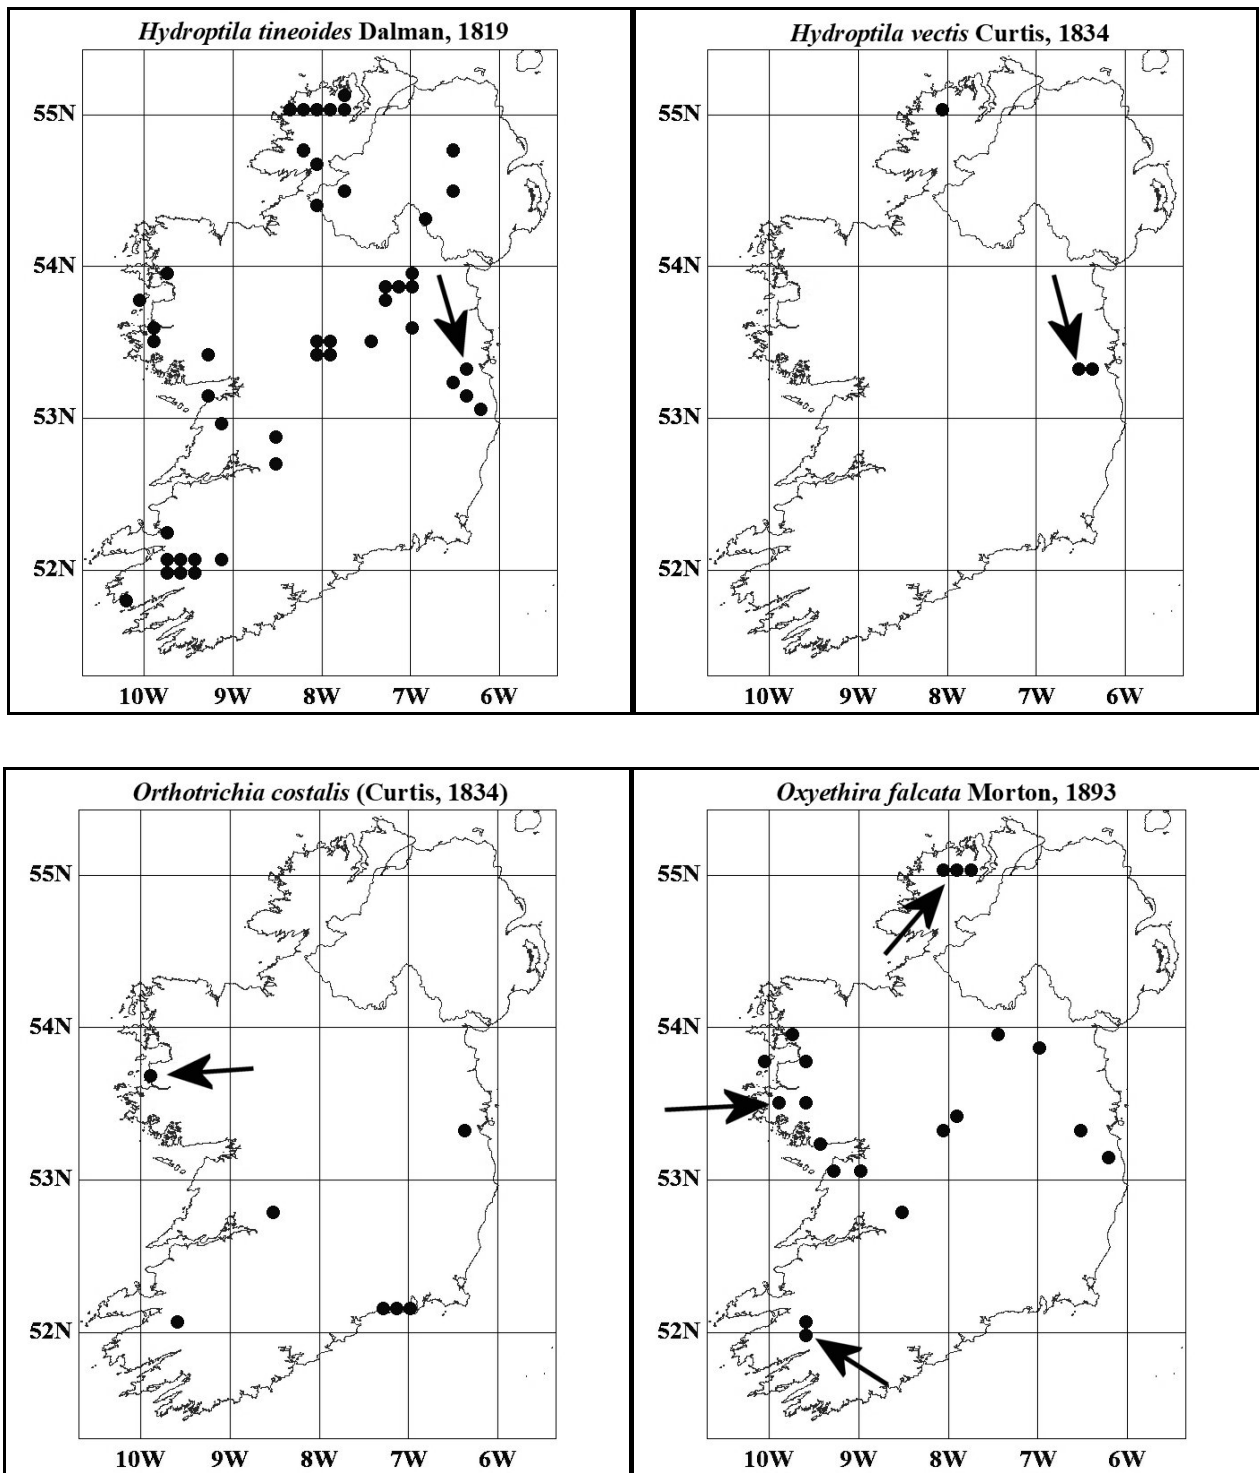 Hydroptila tineoides Dalman, 1819
Hydroptila vectis Curtis, 1834
55N
54N
53N
52N
10W 9W 8W 7W 6W
55N
54N
53N
52N
10W 9W 8W 7W 6W
Orthotrichia costalis (Curtis, 1834)
Oxyethira falcata Morton, 1893
55N
54N
53N
52N
10W 9W 8W 7W 6W
55N
54N
53N
52N
10W 9W 8W 7W 6W